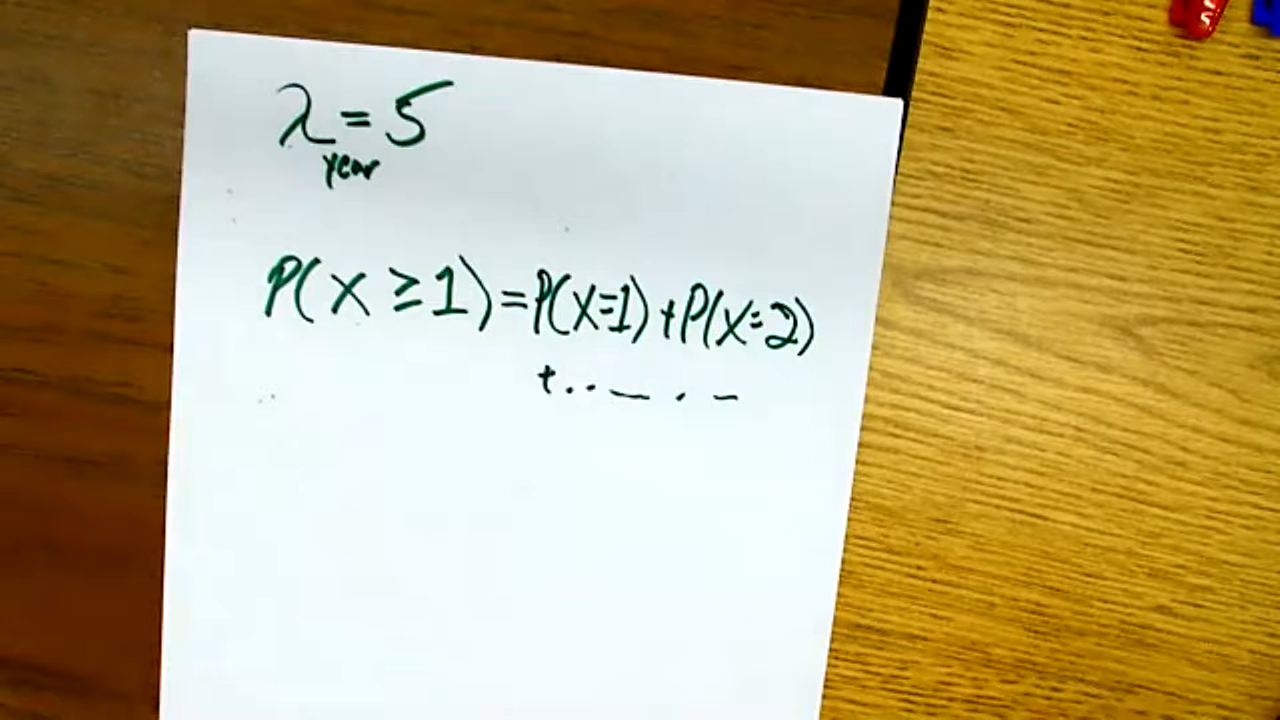 λ = 5
year
P(X ≥ 1) = P(X=1) + P(X=2)
+ . . — . –